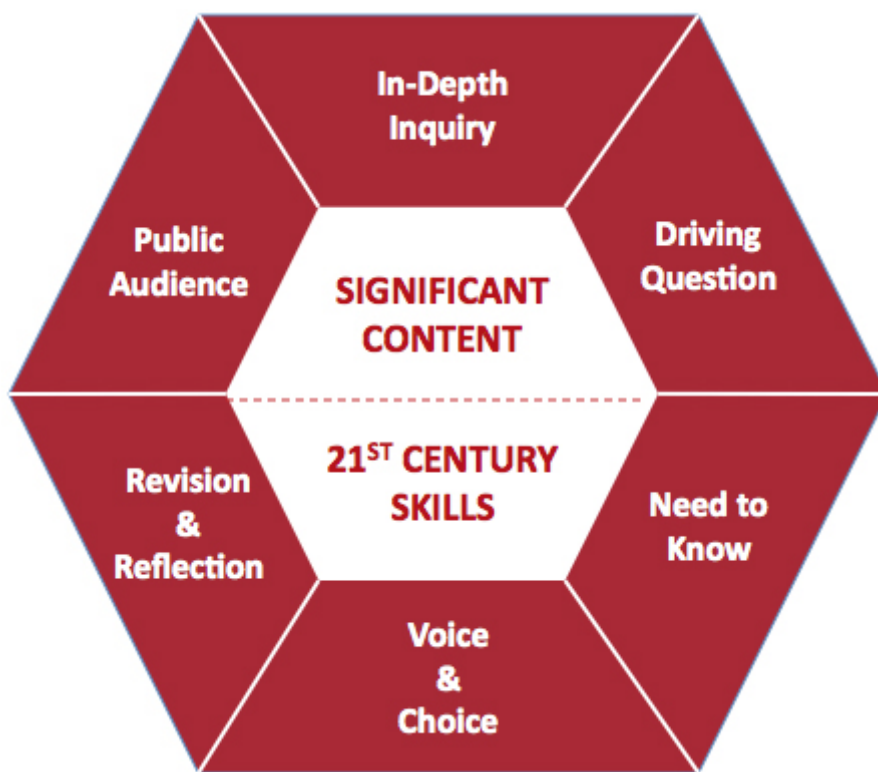 In-Depth
Inquiry
Driving
Question
Need to
Know
Voice
&
Choice
Revision
&
Reflection
Public
Audience
SIGNIFICANT
CONTENT
21ST CENTURY
SKILLS